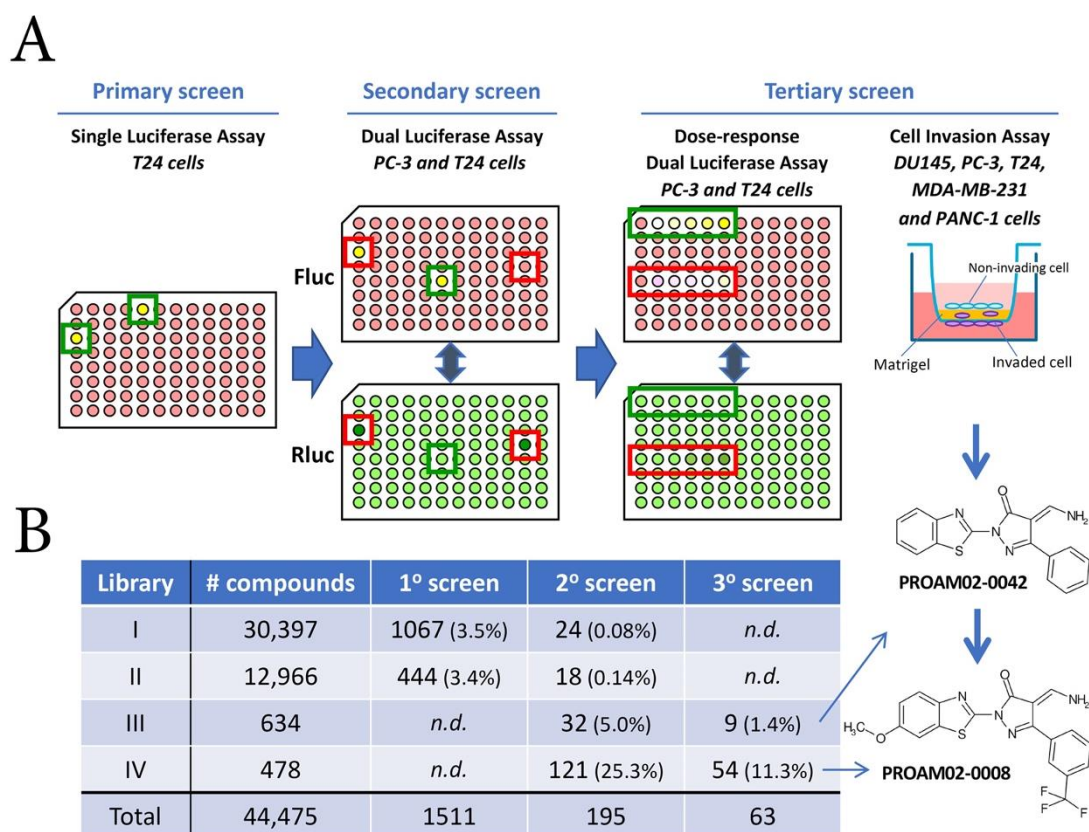 A
Primary screen
Single Luciferase Assay
T24 cells
Secondary screen
Dual Luciferase Assay
PC-3 and T24 cells
Fluc
Rluc
Tertiary screen
Dose-response
Dual Luciferase Assay
PC-3 and T24 cells
Cell Invasion Assay
DU145, PC-3, T24,
MDA-MB-231
and PANC-1 cells
Non-invading cell
Matrigel
Invaded cell
O
N
NH2
N
S
N
PROAM02-0042
O
N
NH2
N
H3C
O
S
N
F
F
F
PROAM02-0008
B
Library # compounds 1o screen 2o screen 3o screen
I 30,397 1067 (3.5%) 24 (0.08%) n.d.
II 12,966 444 (3.4%) 18 (0.14%) n.d.
III 634 n.d. 32 (5.0%) 9 (1.4%)
IV 478 n.d. 121 (25.3%) 54 (11.3%)
Total 44,475 1511 195 63